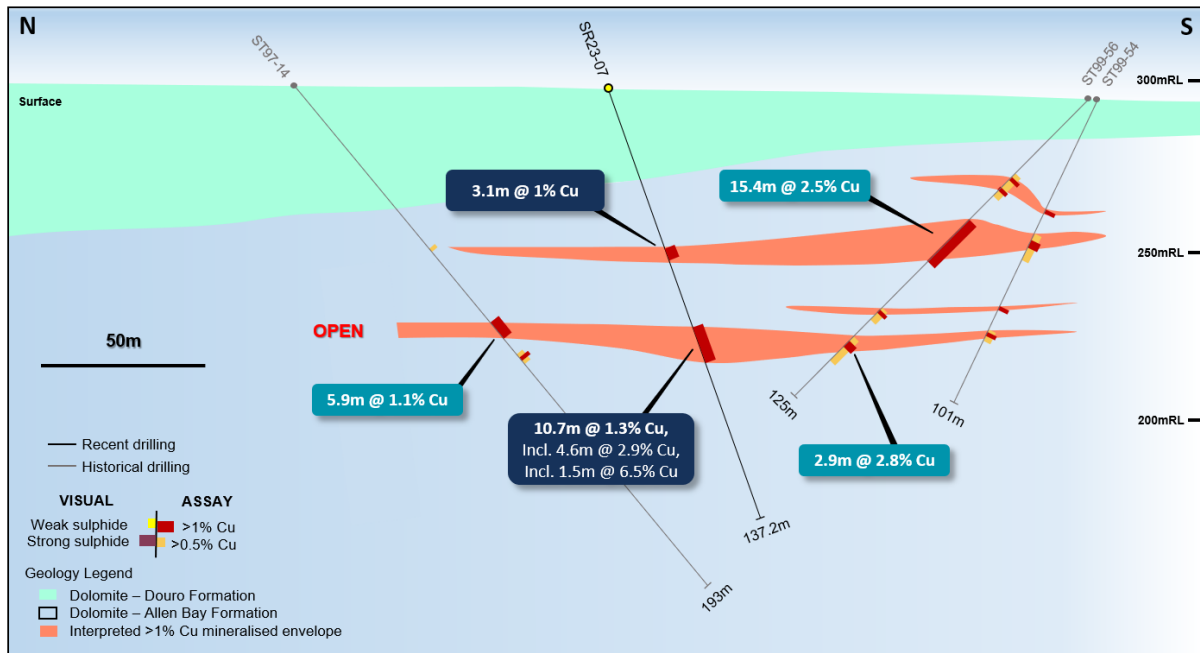 N
S
ST97-14
SR23-07
ST99-56
ST99-54
300mRL
Surface
3.1m @ 1% Cu
15.4m @ 2.5% Cu
250mRL
OPEN
50m
5.9m @ 1.1% Cu
125m
101m
200mRL
10.7m @ 1.3% Cu,
Incl. 4.6m @ 2.9% Cu,
Incl. 1.5m @ 6.5% Cu
2.9m @ 2.8% Cu
Recent drilling
Historical drilling
137.2m
193m
VISUAL ASSAY
Weak sulphide >1% Cu
Strong sulphide >0.5% Cu
Geology Legend
Dolomite – Douro Formation
Dolomite – Allen Bay Formation
Interpreted >1% Cu mineralised envelope